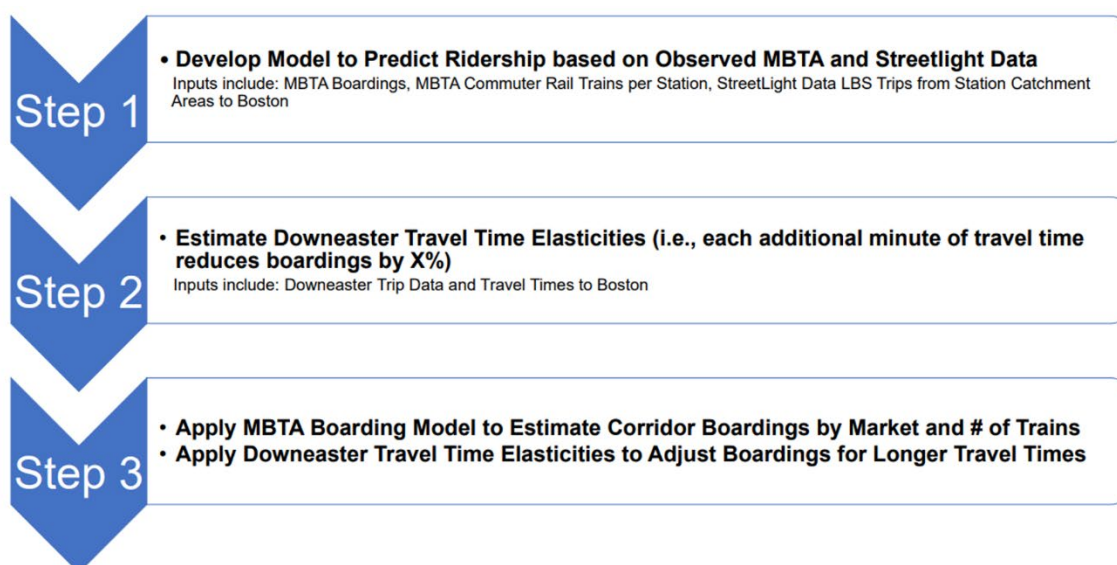 Step 1
• Develop Model to Predict Ridership based on Observed MBTA and Streetlight Data
Inputs include: MBTA Boardings, MBTA Commuter Rail Trains per Station, StreetLight Data LBS Trips from Station Catchment
Areas to Boston
Step 2
• Estimate Downeaster Travel Time Elasticities (i.e., each additional minute of travel time
reduces boardings by X%)
Inputs include: Downeaster Trip Data and Travel Times to Boston
Step 3
• Apply MBTA Boarding Model to Estimate Corridor Boardings by Market and # of Trains
• Apply Downeaster Travel Time Elasticities to Adjust Boardings for Longer Travel Times